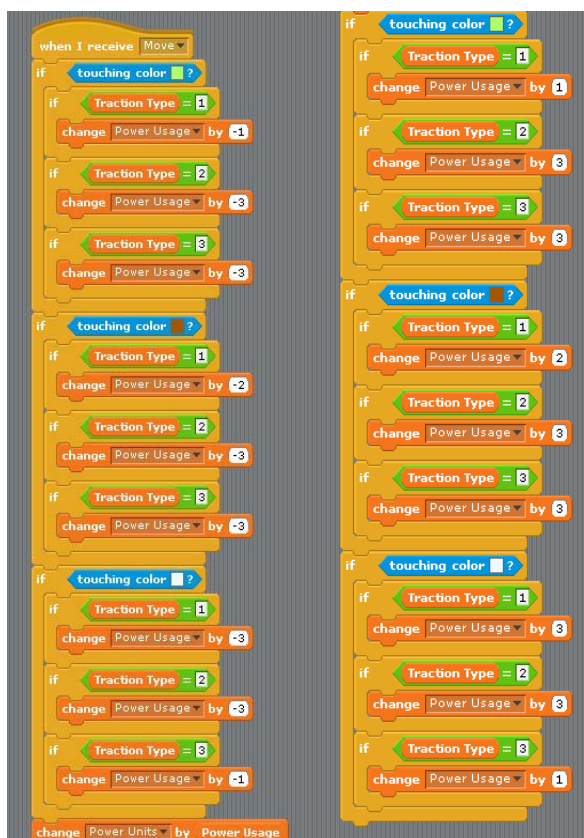 when I receive Move
if touching color ?
if Traction Type = 1
change Power Usage by -1
if Traction Type = 2
change Power Usage by -3
if Traction Type = 3
change Power Usage by -3
if touching color ?
if Traction Type = 1
change Power Usage by -2
if Traction Type = 2
change Power Usage by -3
if Traction Type = 3
change Power Usage by -3
if touching color ?
if Traction Type = 1
change Power Usage by -3
if Traction Type = 2
change Power Usage by -3
if Traction Type = 3
change Power Usage by -1
change Power Units by Power Usage
if touching color ?
if Traction Type = 1
change Power Usage by 1
if Traction Type = 2
change Power Usage by 3
if Traction Type = 3
change Power Usage by 3
if touching color ?
if Traction Type = 1
change Power Usage by 2
if Traction Type = 2
change Power Usage by 3
if Traction Type = 3
change Power Usage by 3
if touching color ?
if Traction Type = 1
change Power Usage by 3
if Traction Type = 2
change Power Usage by 3
if Traction Type = 3
change Power Usage by 1